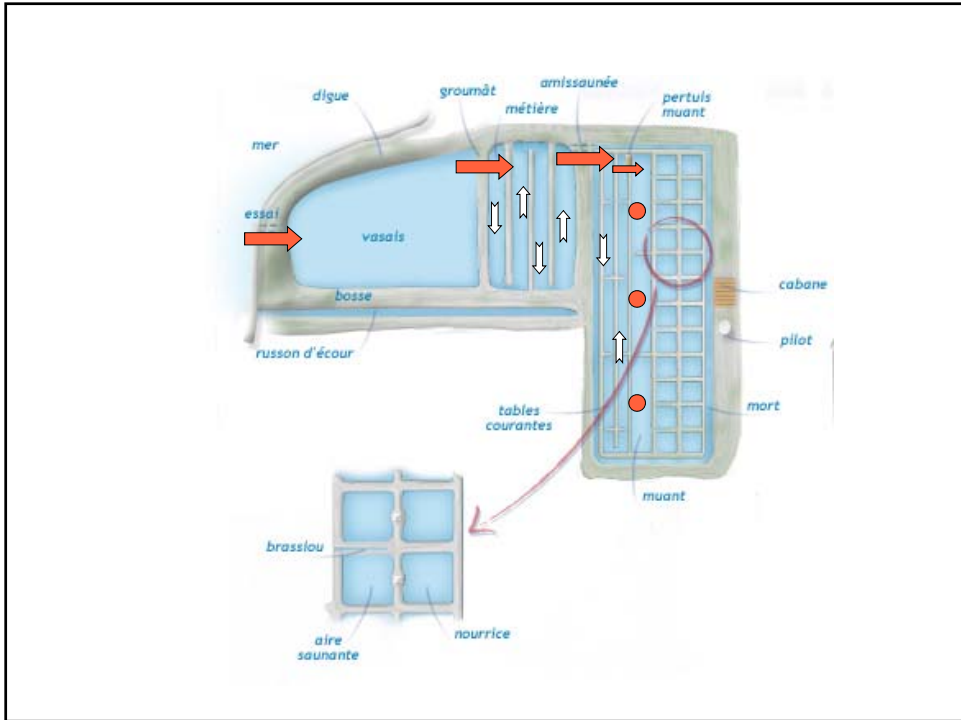 amissaunée
groumât
digue
métière
pertuis
muant
mer
essai
vasais
bosse
cabane
russon d'écour
pilot
tables
courantes
mort
muant
brassiou
nourrice
aire
saunante